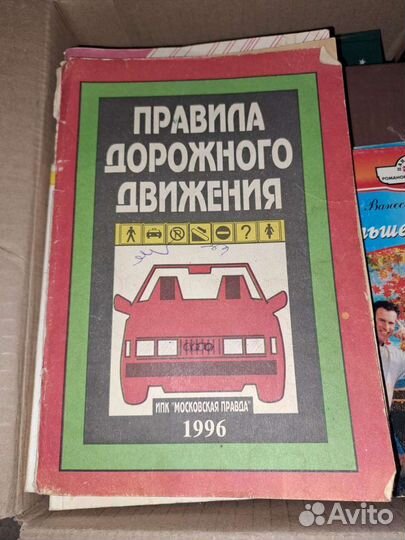 ПРАВИЛА
ДОРОЖНОГО
ДВИЖЕНИЯ
?
ИПК "МОСКОВСКАЯ ПРАВДА"
1996
Avito